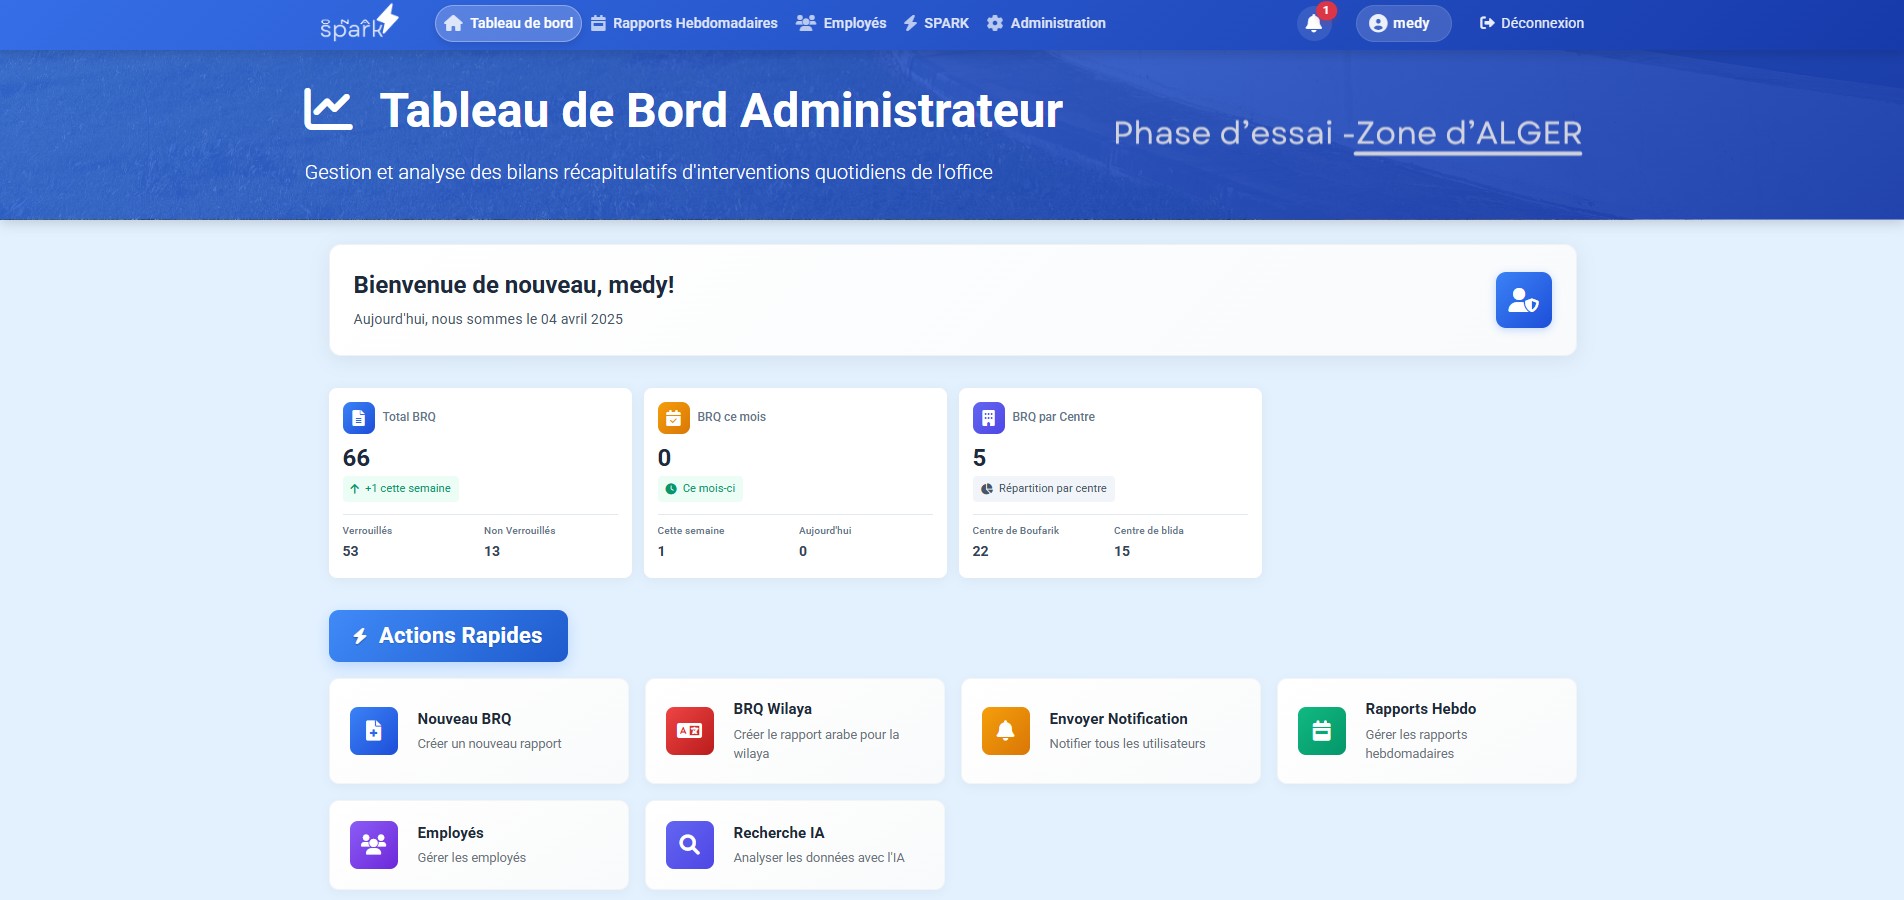 spark
Tableau de bord
Rapports Hebdomadaires
Employés
SPARK
Administration
1
medy
Déconnexion
Tableau de Bord Administrateur
Phase d'essai -Zone d'ALGER
Gestion et analyse des bilans récapitulatifs d'interventions quotidiens de l'office
Bienvenue de nouveau, medy!
Aujourd'hui, nous sommes le 04 avril 2025
Total BRQ
66
+1 cette semaine
Verrouillés
Non Verrouillés
53
13
BRQ ce mois
0
Ce mois-ci
Cette semaine
Aujourd'hui
1
0
BRQ par Centre
5
Répartition par centre
Centre de Boufarik
Centre de blida
22
15
Actions Rapides
Nouveau BRQ
Créer un nouveau rapport
BRQ Wilaya
Créer le rapport arabe pour la
wilaya
Envoyer Notification
Notifier tous les utilisateurs
Rapports Hebdo
Gérer les rapports
hebdomadaires
Employés
Gérer les employés
Recherche IA
Analyser les données avec l'IA